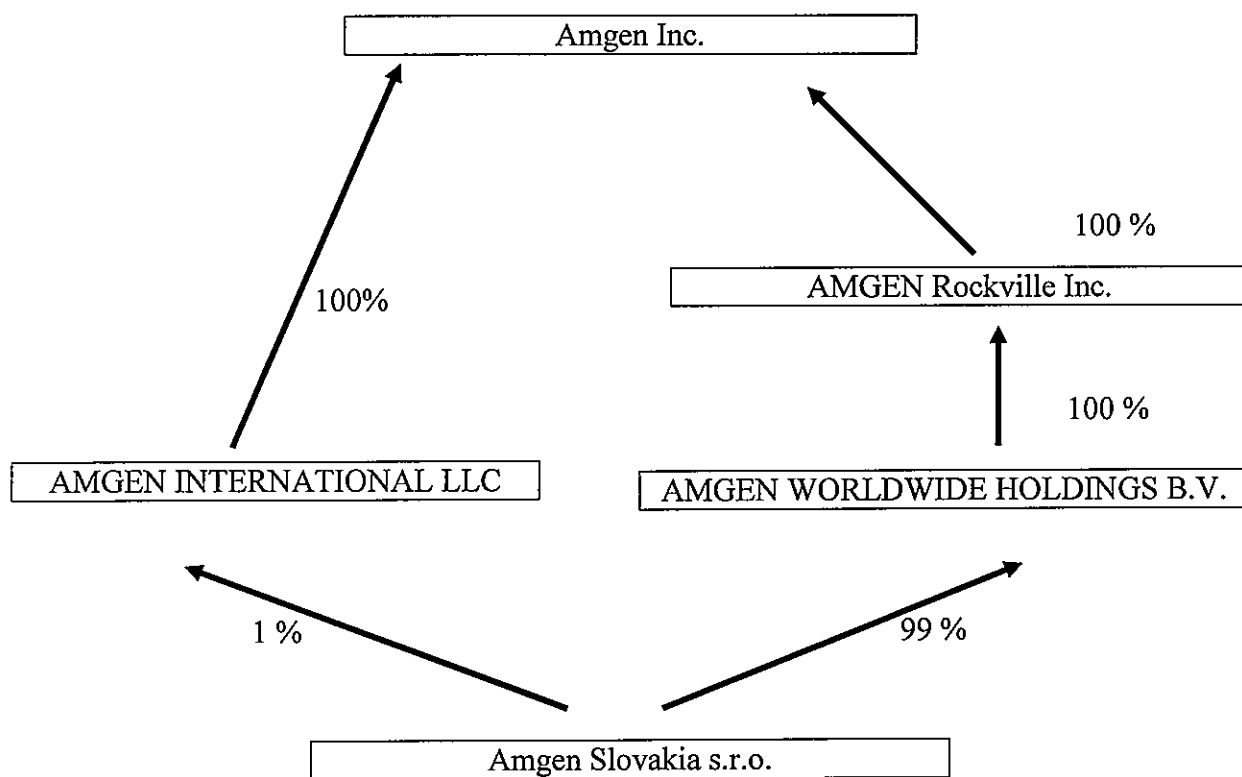 Amgen Inc.
100 %
AMGEN Rockville Inc.
100%
100 %
AMGEN INTERNATIONAL LLC
AMGEN WORLDWIDE HOLDINGS B.V.
1 %
99 %
Amgen Slovakia s.r.o.